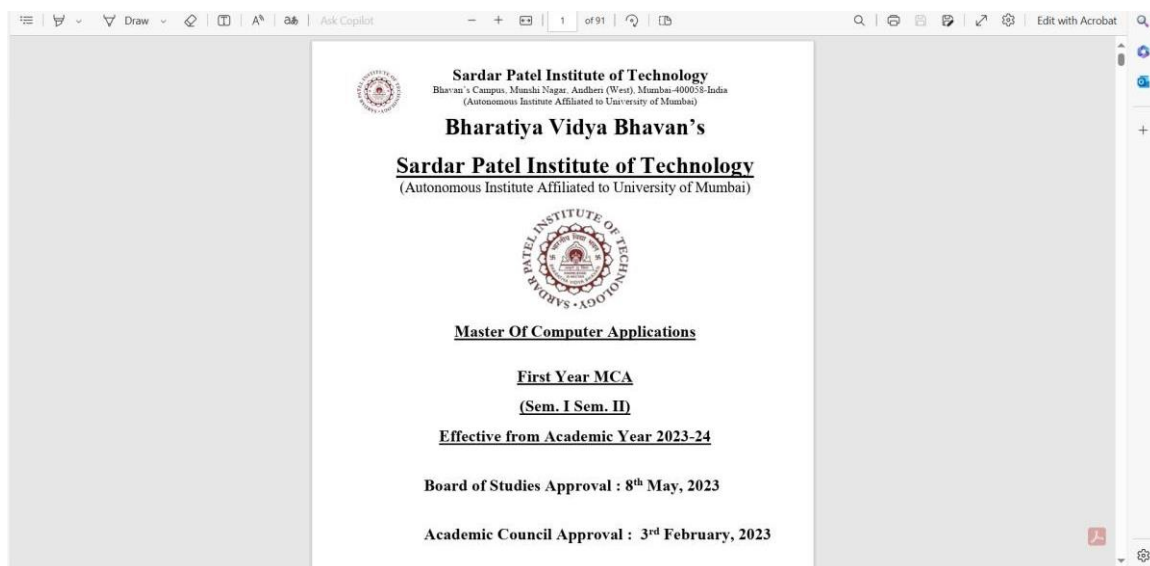 Draw
Ask Copilot
1 of 91
Edit with Acrobat
Sardar Patel Institute of Technology
Bhavan's Campus, Munshi Nagar, Andheri (West), Mumbai-400058-India
(Autonomous Institute Affiliated to University of Mumbai)
Bharatiya Vidya Bhavan's
Sardar Patel Institute of Technology
(Autonomous Institute Affiliated to University of Mumbai)
SARDAR PATEL INSTITUTE OF TECHNOLOGY
Master Of Computer Applications
First Year MCA
(Sem. I Sem. II)
Effective from Academic Year 2023-24
Board of Studies Approval : 8th May, 2023
Academic Council Approval : 3rd February, 2023